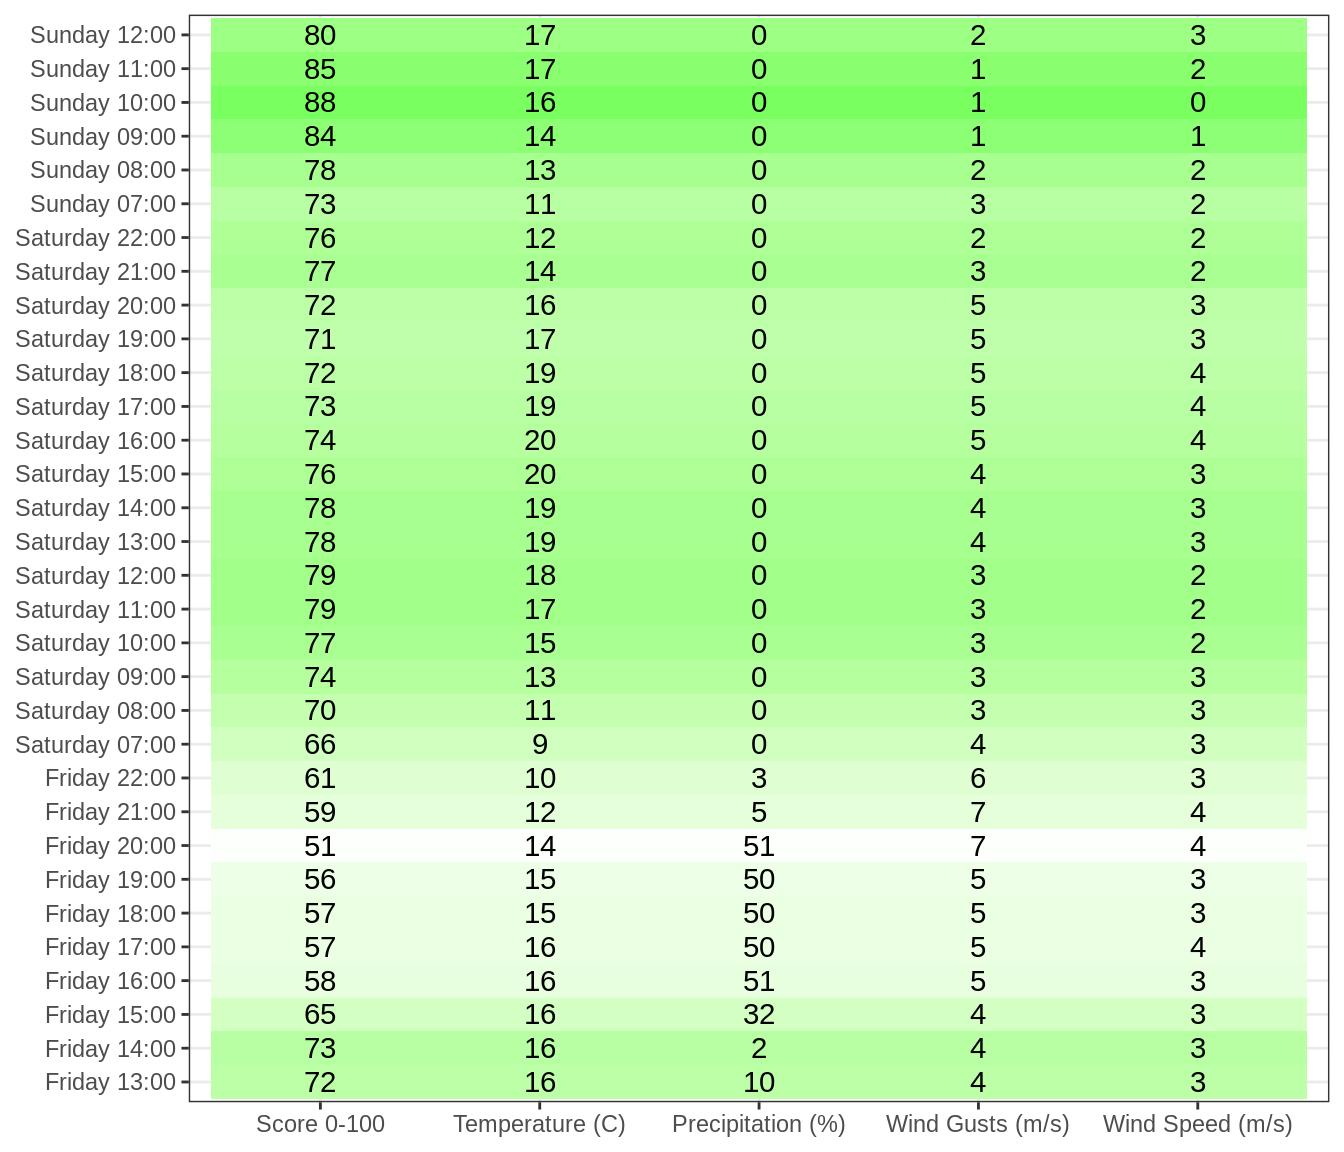 Sunday 12:00 80 17 0 2 3
Sunday 11:00 85 17 0 1 2
Sunday 10:00 88 16 0 1 0
Sunday 09:00 84 14 0 1 1
Sunday 08:00 78 13 0 2 2
Sunday 07:00 73 11 0 3 2
Saturday 22:00 76 12 0 2 2
Saturday 21:00 77 14 0 3 2
Saturday 20:00 72 16 0 5 3
Saturday 19:00 71 17 0 5 3
Saturday 18:00 72 19 0 5 4
Saturday 17:00 73 19 0 5 4
Saturday 16:00 74 20 0 5 4
Saturday 15:00 76 20 0 4 3
Saturday 14:00 78 19 0 4 3
Saturday 13:00 78 19 0 4 3
Saturday 12:00 79 18 0 3 2
Saturday 11:00 79 17 0 3 2
Saturday 10:00 77 15 0 3 2
Saturday 09:00 74 13 0 3 3
Saturday 08:00 70 11 0 3 3
Saturday 07:00 66 9 0 4 3
Friday 22:00 61 10 3 6 3
Friday 21:00 59 12 5 7 4
Friday 20:00 51 14 51 7 4
Friday 19:00 56 15 50 5 3
Friday 18:00 57 15 50 5 3
Friday 17:00 57 16 50 5 4
Friday 16:00 58 16 51 5 3
Friday 15:00 65 16 32 4 3
Friday 14:00 73 16 2 4 3
Friday 13:00 72 16 10 4 3
Score 0-100 Temperature (C) Precipitation (%) Wind Gusts (m/s) Wind Speed (m/s)